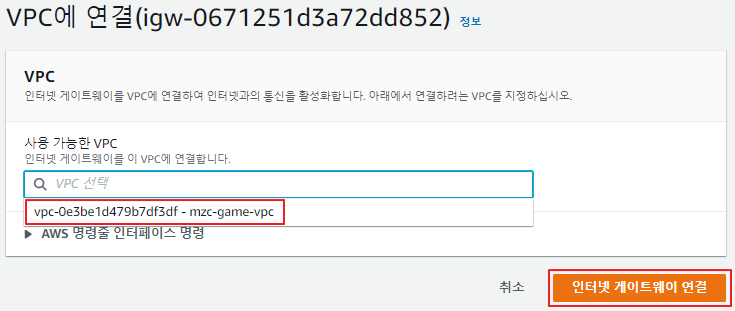 VPC에 연결(igw-0671251d3a72dd852) 정보
VPC
인터넷 게이트웨이를 VPC에 연결하여 인터넷과의 통신을 활성화합니다. 아래에서 연결하려는 VPC를 지정하십시오.
사용 가능한 VPC
인터넷 게이트웨이를 이 VPC에 연결합니다.
VPC 선택
vpc-0e3be1d479b7df3df - mzc-game-vpc
AWS 명령줄 인터페이스 명령
취소 인터넷 게이트웨이 연결